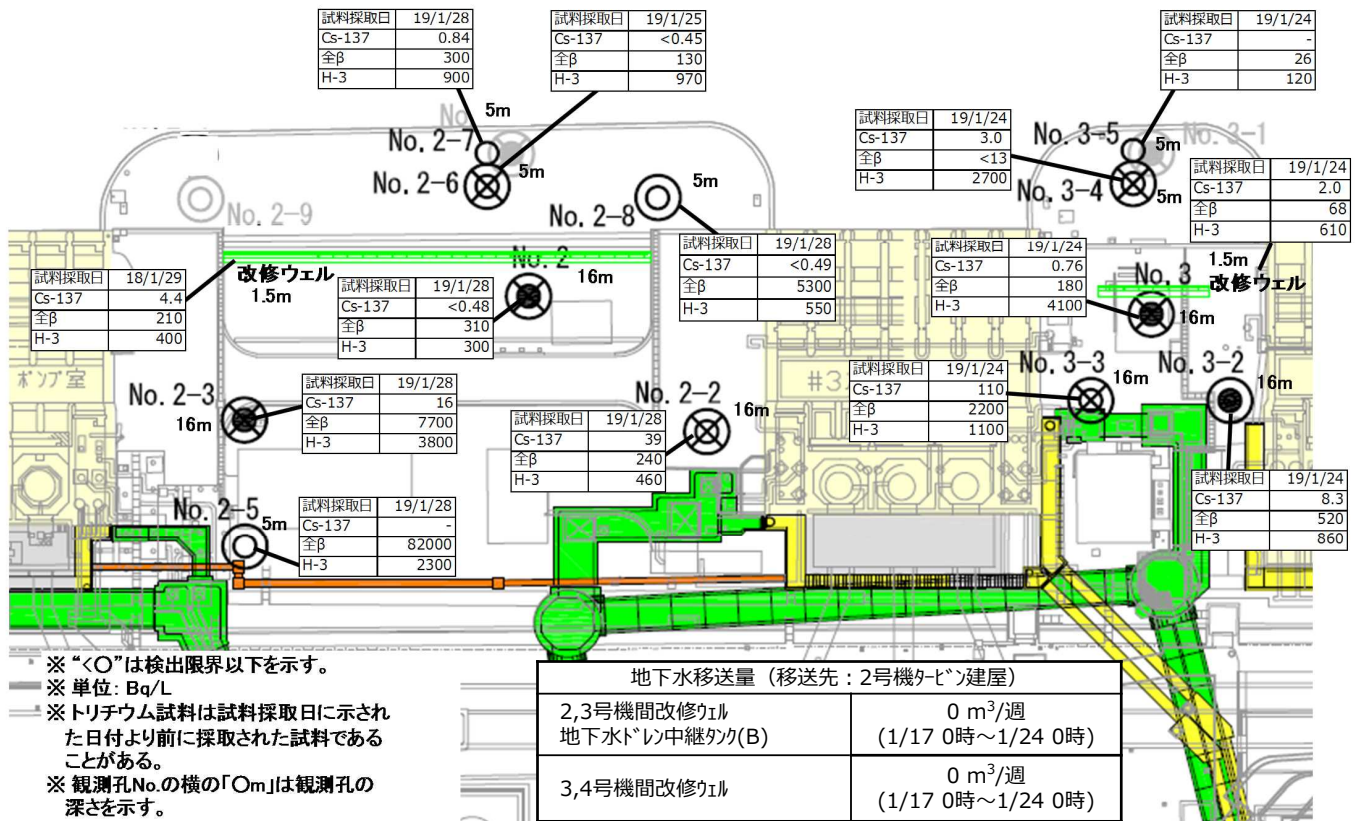 試料採取日 19/1/28
Cs-137 0.84
全β 300
H-3 900
試料採取日 19/1/25
Cs-137 <0.45
全β 130
H-3 970
試料採取日 19/1/24
Cs-137 -
全β 26
H-3 120
試料採取日 19/1/24
Cs-137 3.0
全β <13
H-3 2700
No 5m
No. 2-7
No. 2-6 5m
No. 2-9
No. 2-8 5m
No. 3-5 5m
No. 3-1
No. 3-4 5m
試料採取日 19/1/24
Cs-137 2.0
全β 68
H-3 610
試料採取日 18/1/29
Cs-137 4.4
全β 210
H-3 400
改修ウェル
1.5m
No. 2 16m
試料採取日 19/1/28
Cs-137 <0.48
全β 310
H-3 300
試料採取日 19/1/28
Cs-137 <0.49
全β 5300
H-3 550
試料採取日 19/1/24
Cs-137 0.76
全β 180
H-3 4100
1.5m
改修ウェル
No. 3
16m
ポンプ室
No. 2-3
16m
試料採取日 19/1/28
Cs-137 16
全β 7700
H-3 3800
No. 2-2 16m
試料採取日 19/1/28
Cs-137 39
全β 240
H-3 460
#3
試料採取日 19/1/24
Cs-137 110
全β 2200
H-3 1100
No. 3-3
16m
No. 3-2
16m
試料採取日 19/1/24
Cs-137 8.3
全β 520
H-3 860
No. 2-5 5m
試料採取日 19/1/28
Cs-137 -
全β 82000
H-3 2300
※ “<○”は検出限界以下を示す。
※ 単位: Bq/L
※ トリチウム試料は試料採取日に示され
た日付より前に採取された試料である
ことがある。
※ 観測孔No.の横の「○m」は観測孔の
深さを示す。
地下水移送量（移送先：2号機タービン建屋）
2,3号機間改修ウェル
地下水ドレン中継タンク(B)
0 m³/週
(1/17 0時～1/24 0時)
3,4号機間改修ウェル
0 m³/週
(1/17 0時～1/24 0時)